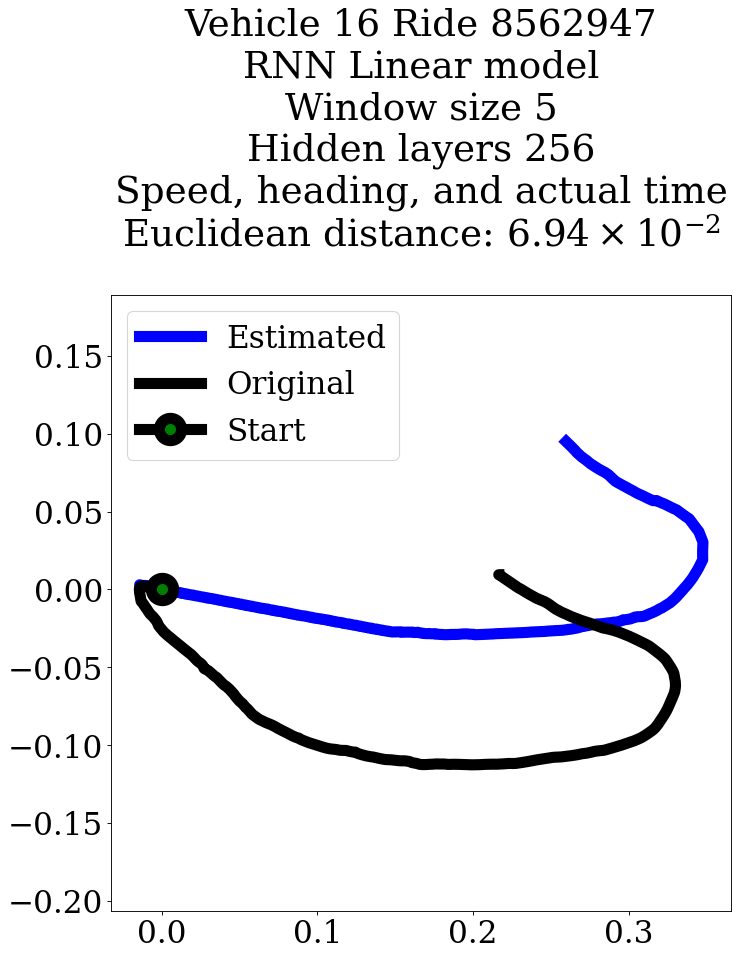 Vehicle 16 Ride 8562947
RNN Linear model
Window size 5
Hidden layers 256
Speed, heading, and actual time
Euclidean distance: 6.94 × 10⁻²
Estimated
Original
Start
0.15
0.10
0.05
0.00
−0.05
−0.10
−0.15
−0.20
0.0 0.1 0.2 0.3